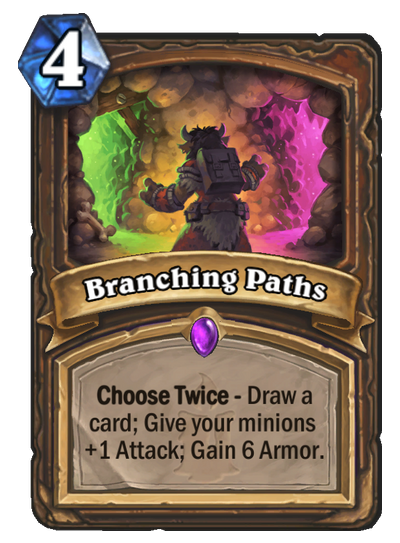 4
Branching Paths
Choose Twice - Draw a
card; Give your minions
+1 Attack; Gain 6 Armor.